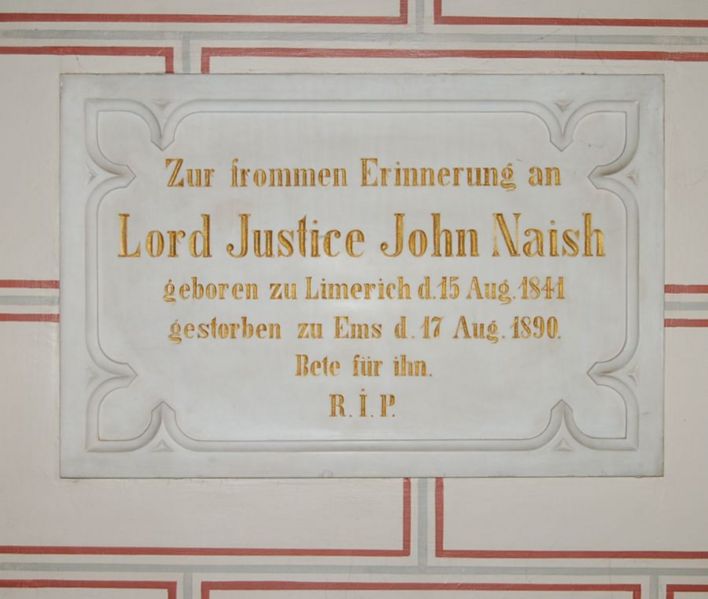 Zur frommen Erinnerung an
Lord Justice John Naish
geboren zu Limerich d.15 Aug.1841
gestorben zu Ems d.17 Aug.1890.
Bete für ihn.
R.I.P.